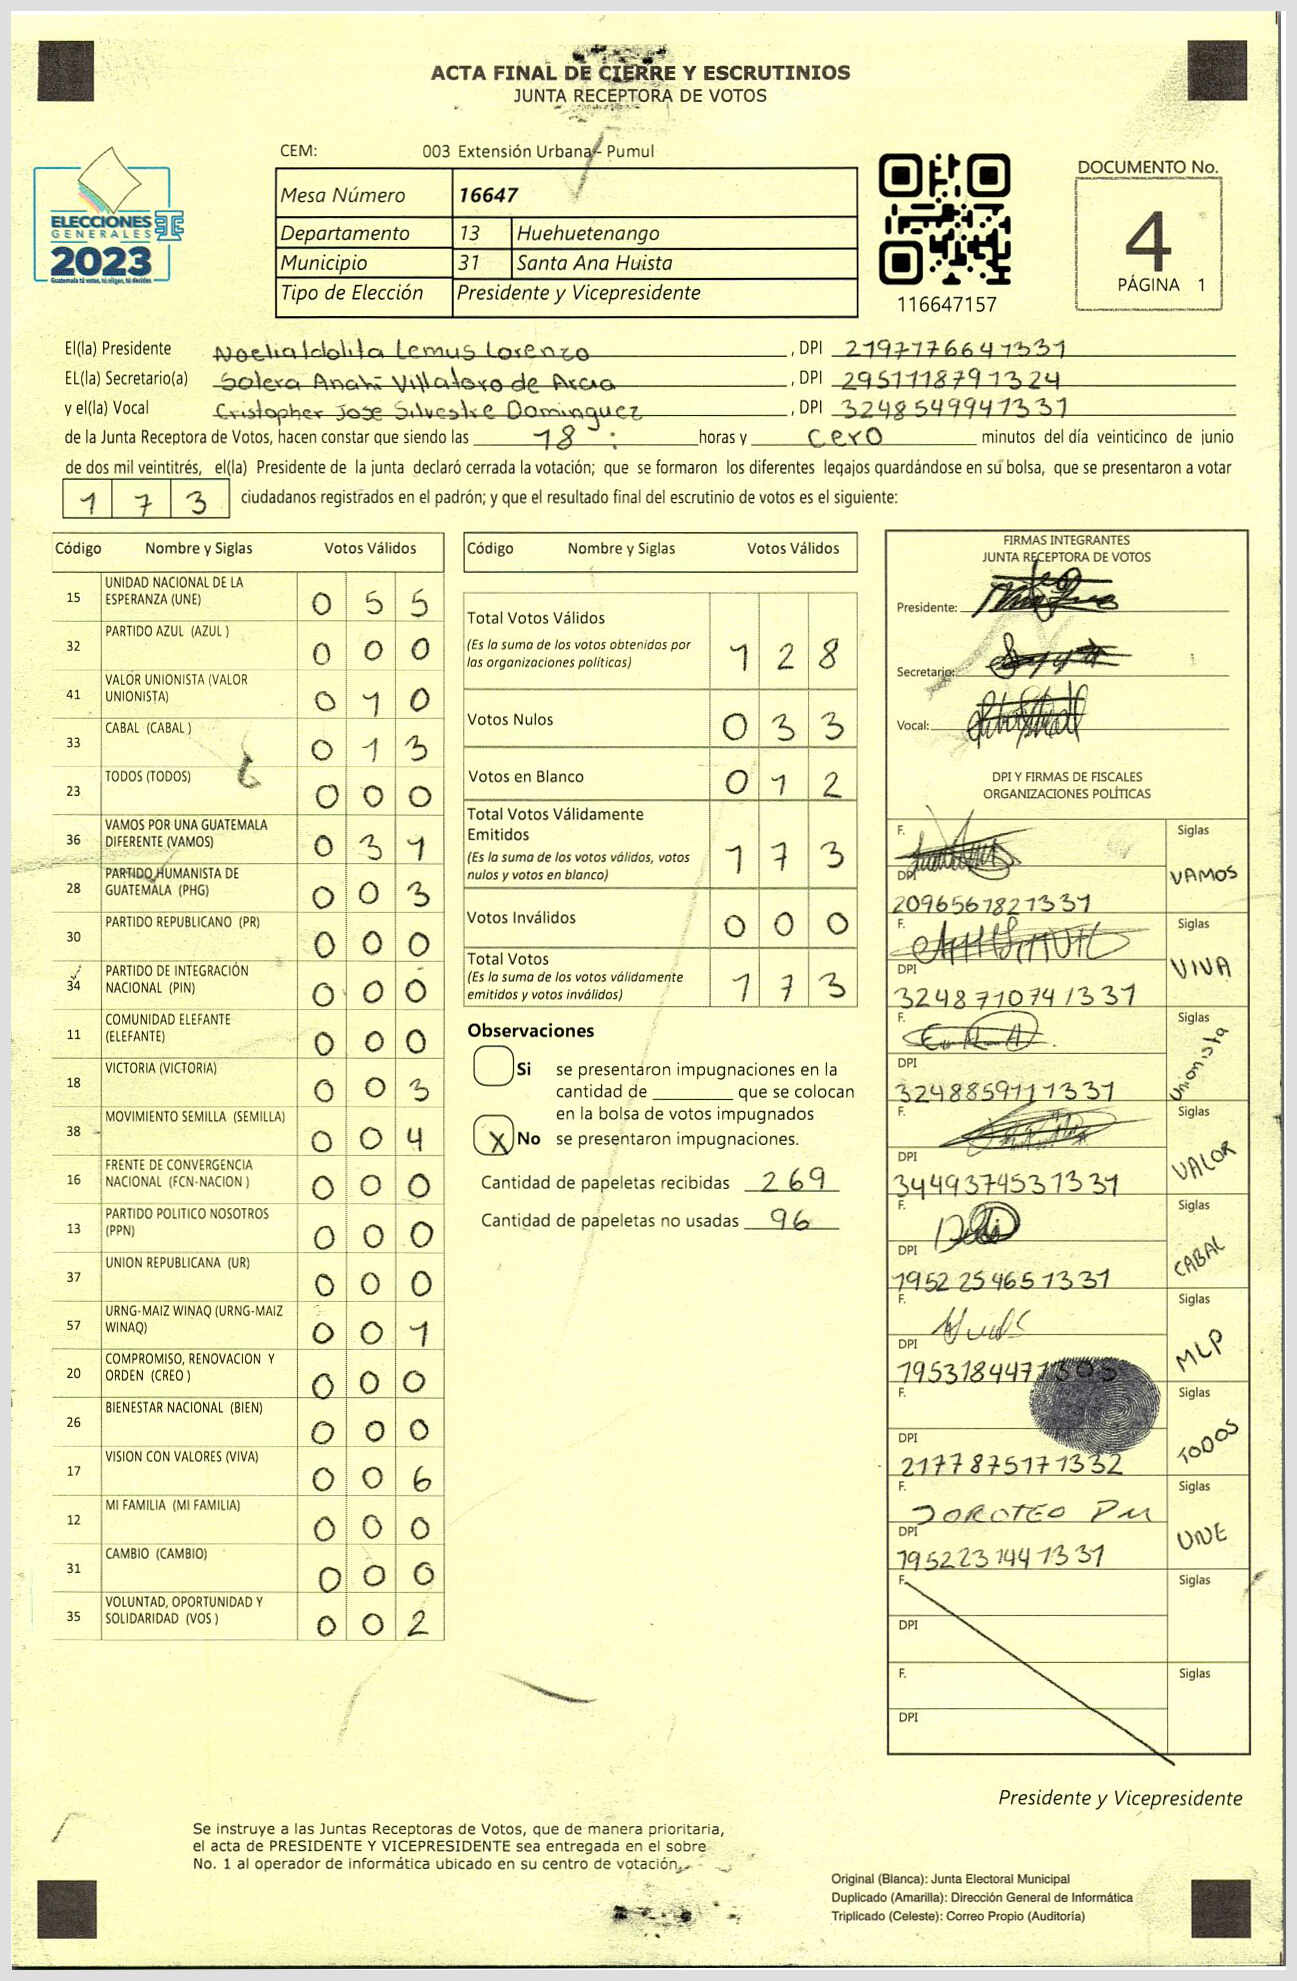 ACTA FINAL DE CIERRE Y ESCRUTINIOS
JUNTA RECEPTORA DE VOTOS
CEM: 003 Extensión Urbana - Pumul
ELECCIONES
GENERALES
2023
Guatemala tú votas, tú eliges, tú decides
Mesa Número 16647
Departamento 13 Huehuetenango
Municipio 31 Santa Ana Huista
Tipo de Elección Presidente y Vicepresidente
116647157
DOCUMENTO No.
4
PÁGINA 1
El(la) Presidente Noelia Idolita Lemus Lorenzo, DPI 2197176641331
EL(la) Secretario(a) Anahí Villatoro de, DPI 2951118791324
y el(la) Vocal Cristopher Jose Silvestre Dominguez, DPI 3248549941331
de la Junta Receptora de Votos, hacen constar que siendo las 18 : horas y cero minutos del día veinticinco de junio
de dos mil veintitrés, el(la) Presidente de la junta declaró cerrada la votación; que se formaron los diferentes legajos quardándose en su bolsa, que se presentaron a votar
1 7 3 ciudadanos registrados en el padrón; y que el resultado final del escrutinio de votos es el siguiente:
Código Nombre y Siglas Votos Válidos
15 UNIDAD NACIONAL DE LA ESPERANZA (UNE) 0 5 5
32 PARTIDO AZUL (AZUL ) 0 0 0
41 VALOR UNIONISTA (VALOR UNIONISTA) 0 1 0
33 CABAL (CABAL ) 0 1 3
23 TODOS (TODOS) 0 0 0
36 VAMOS POR UNA GUATEMALA DIFERENTE (VAMOS) 0 3 1
28 PARTIDO HUMANISTA DE GUATEMALA (PHG) 0 0 3
30 PARTIDO REPUBLICANO (PR) 0 0 0
34 PARTIDO DE INTEGRACIÓN NACIONAL (PIN) 0 0 0
11 COMUNIDAD ELEFANTE (ELEFANTE) 0 0 0
18 VICTORIA (VICTORIA) 0 0 3
38 MOVIMIENTO SEMILLA (SEMILLA) 0 0 4
16 FRENTE DE CONVERGENCIA NACIONAL (FCN-NACION ) 0 0 0
13 PARTIDO POLITICO NOSOTROS (PPN) 0 0 0
37 UNION REPUBLICANA (UR) 0 0 0
57 URNG-MAIZ WINAQ (URNG-MAIZ WINAQ) 0 0 1
20 COMPROMISO, RENOVACION Y ORDEN (CREO ) 0 0 0
26 BIENESTAR NACIONAL (BIEN) 0 0 0
17 VISION CON VALORES (VIVA) 0 0 6
12 MI FAMILIA (MI FAMILIA) 0 0 0
31 CAMBIO (CAMBIO) 0 0 0
35 VOLUNTAD, OPORTUNIDAD Y SOLIDARIDAD (VOS ) 0 0 2
Código Nombre y Siglas Votos Válidos
Total Votos Válidos 1 2 8
(Es la suma de los votos obtenidos por
las organizaciones políticas)
Votos Nulos 0 3 3
Votos en Blanco 0 1 2
Total Votos Válidamente
Emitidos 1 7 3
(Es la suma de los votos válidos, votos
nulos y votos en blanco)
Votos Inválidos 0 0 0
Total Votos 1 7 3
(Es la suma de los votos válidamente
emitidos y votos inválidos)
Observaciones
Si se presentaron impugnaciones en la
cantidad de ________ que se colocan
en la bolsa de votos impugnados
X No se presentaron impugnaciones.
Cantidad de papeletas recibidas 269
Cantidad de papeletas no usadas 96
FIRMAS INTEGRANTES
JUNTA RECEPTORA DE VOTOS
Presidente:
Secretario:
Vocal:
DPI Y FIRMAS DE FISCALES
ORGANIZACIONES POLÍTICAS
F. Siglas
DPI VAMOS
2096561821331
F. Siglas
DPI VIVA
3248710741331
F. Siglas
DPI Unionista
3248859111331
F. Siglas
DPI VALOR
3449374531331
F. Siglas
DPI CABAL
1952254651331
F. Siglas
DPI MLP
1953184471305
F. Siglas
DPI TODOS
2177875171332
F. DOROTEO Siglas
DPI UNE
1952231441331
F. Siglas
DPI
F. Siglas
DPI
Presidente y Vicepresidente
Se instruye a las Juntas Receptoras de Votos, que de manera prioritaria,
el acta de PRESIDENTE Y VICEPRESIDENTE sea entregada en el sobre
No. 1 al operador de informática ubicado en su centro de votación.
Original (Blanca): Junta Electoral Municipal
Duplicado (Amarilla): Dirección General de Informática
Triplicado (Celeste): Correo Propio (Auditoría)